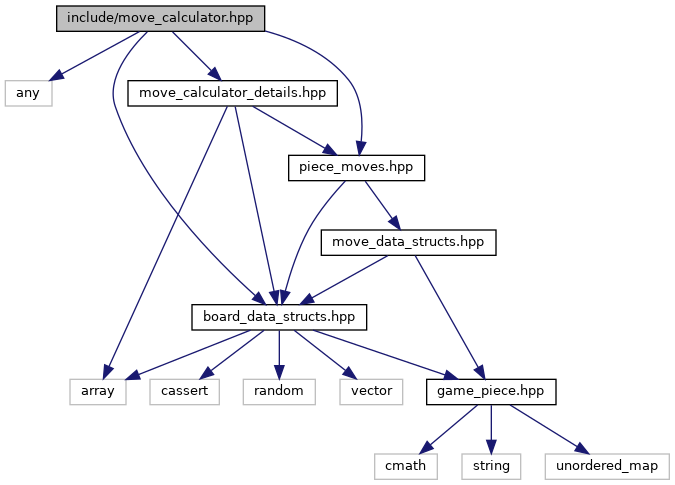 include/move_calculator.hpp
any
move_calculator_details.hpp
piece_moves.hpp
move_data_structs.hpp
board_data_structs.hpp
array
cassert
random
vector
game_piece.hpp
cmath
string
unordered_map